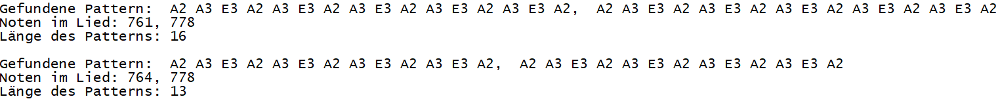 Gefundene Pattern:  A2 A3 E3 A2 A3 E3 A2 A3 E3 A2 A3 E3 A2 A3 E3 A2,  A2 A3 E3 A2 A3 E3 A2 A3 E3 A2 A3 E3 A2 A3 E3 A2
Noten im Lied: 761, 778
Länge des Patterns: 16
Gefundene Pattern:  A2 A3 E3 A2 A3 E3 A2 A3 E3 A2 A3 E3 A2,  A2 A3 E3 A2 A3 E3 A2 A3 E3 A2 A3 E3 A2
Noten im Lied: 764, 778
Länge des Patterns: 13